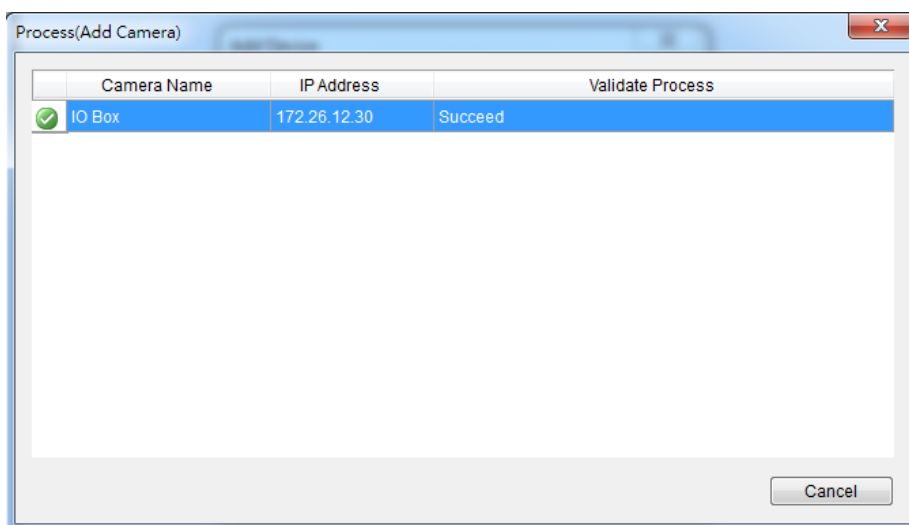 Process(Add Camera)
Camera Name IP Address Validate Process
IO Box 172.26.12.30 Succeed
Cancel